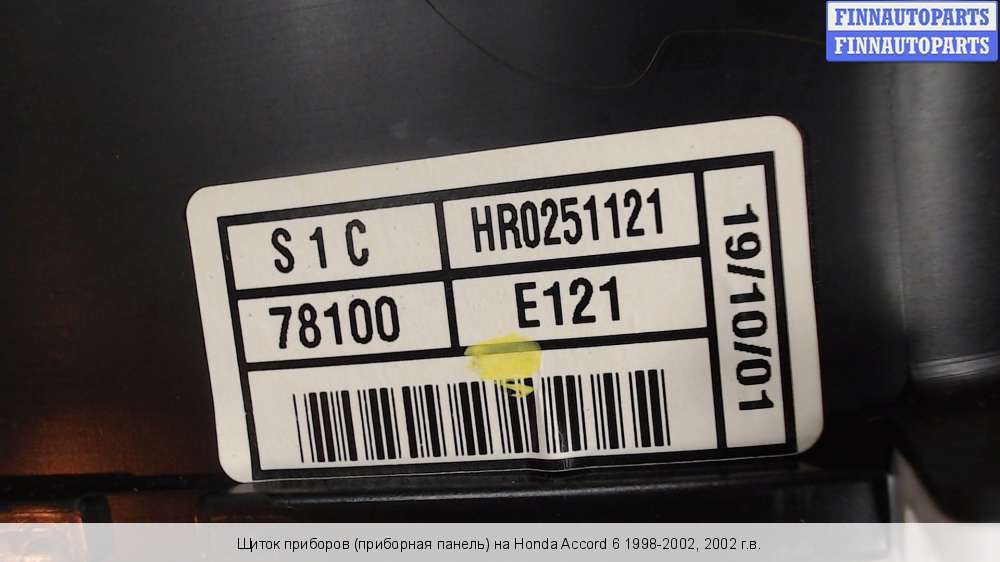 FINNAUTOPARTS
FINNAUTOPARTS
S1C
HR0251121
78100
E121
19/10/01
Щиток приборов (приборная панель) на Honda Accord 6 1998-2002, 2002 г.в.